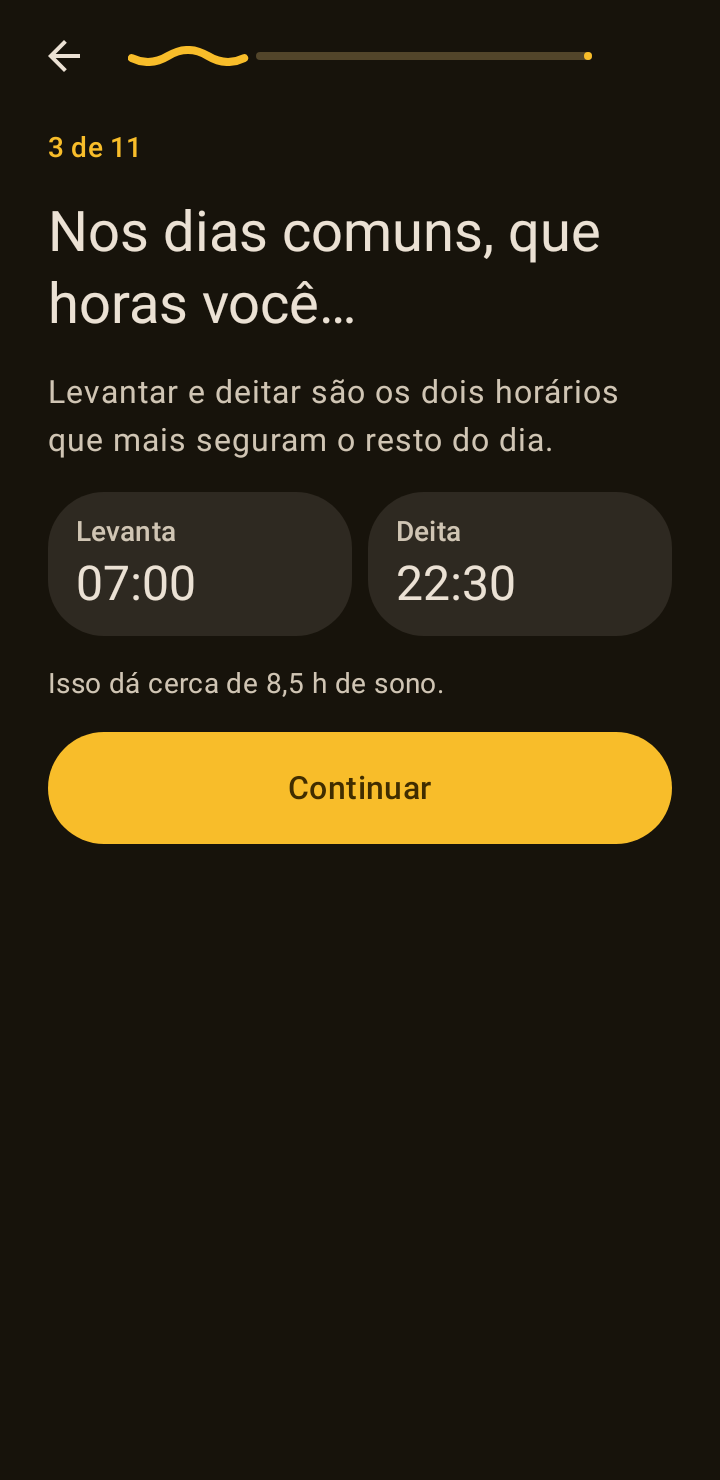 3 de 11
Nos dias comuns, que
horas você…
Levantar e deitar são os dois horários
que mais seguram o resto do dia.
Levanta
07:00
Deita
22:30
Isso dá cerca de 8,5 h de sono.
Continuar